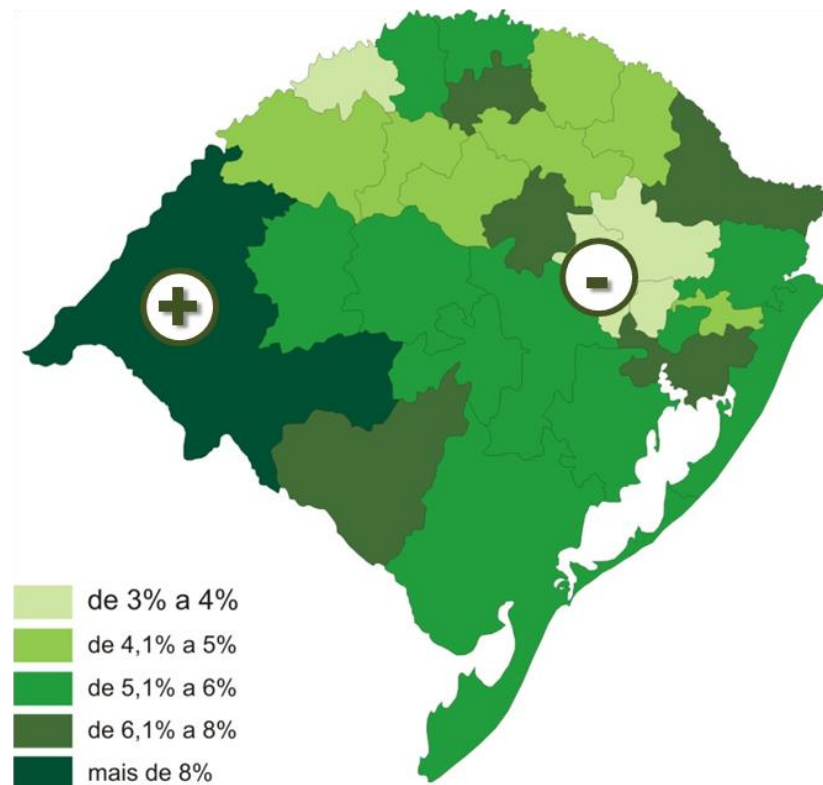 +
-
de 3% a 4%
de 4,1% a 5%
de 5,1% a 6%
de 6,1% a 8%
mais de 8%